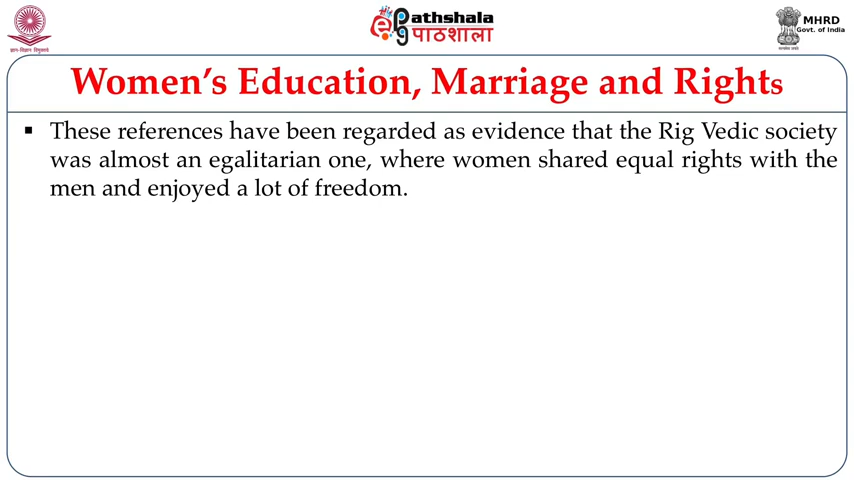 ज्ञान-विज्ञान विमुक्तये
ePathshala
pg पाठशाला
MHRD
Govt. of India
Women's Education, Marriage and Rights
▪ These references have been regarded as evidence that the Rig Vedic society
was almost an egalitarian one, where women shared equal rights with the
men and enjoyed a lot of freedom.